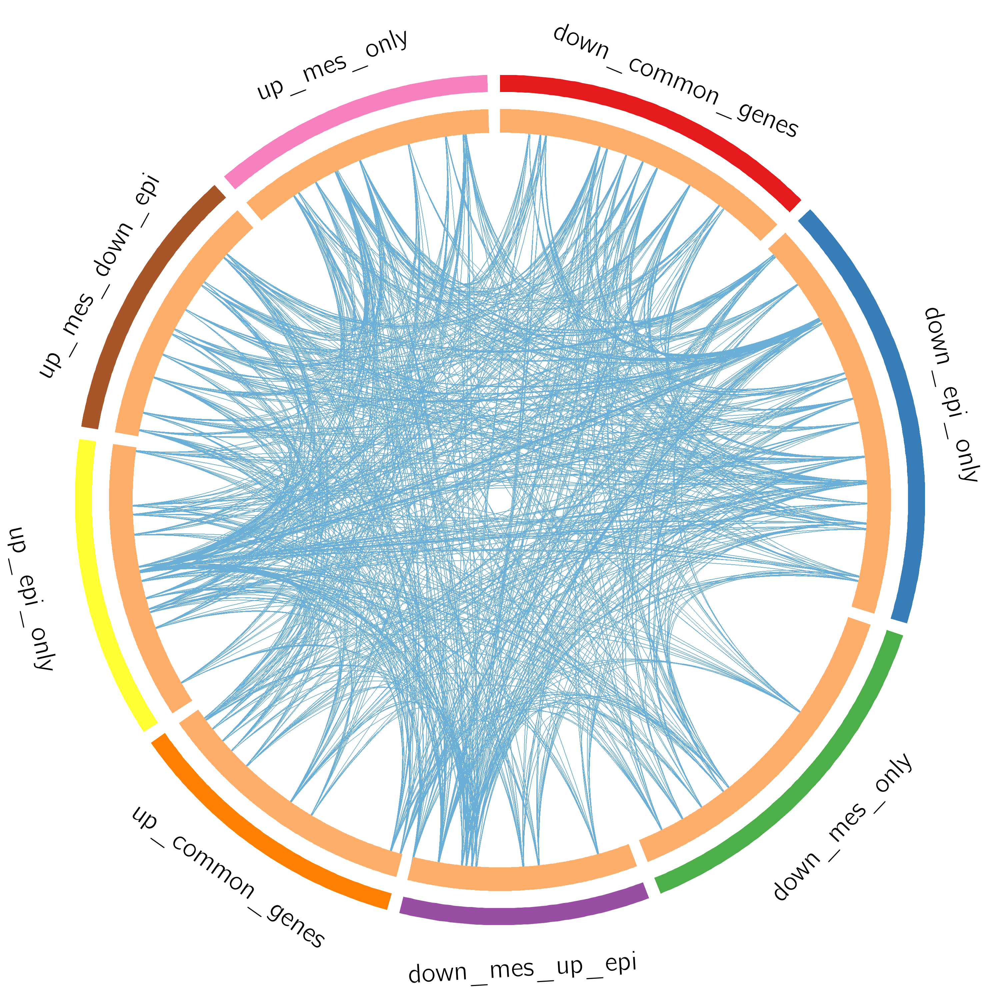 down_common_genes
down_epi_only
down_mes_only
down_mes_up_epi
up_common_genes
up_epi_only
up_mes_down_epi
up_mes_only